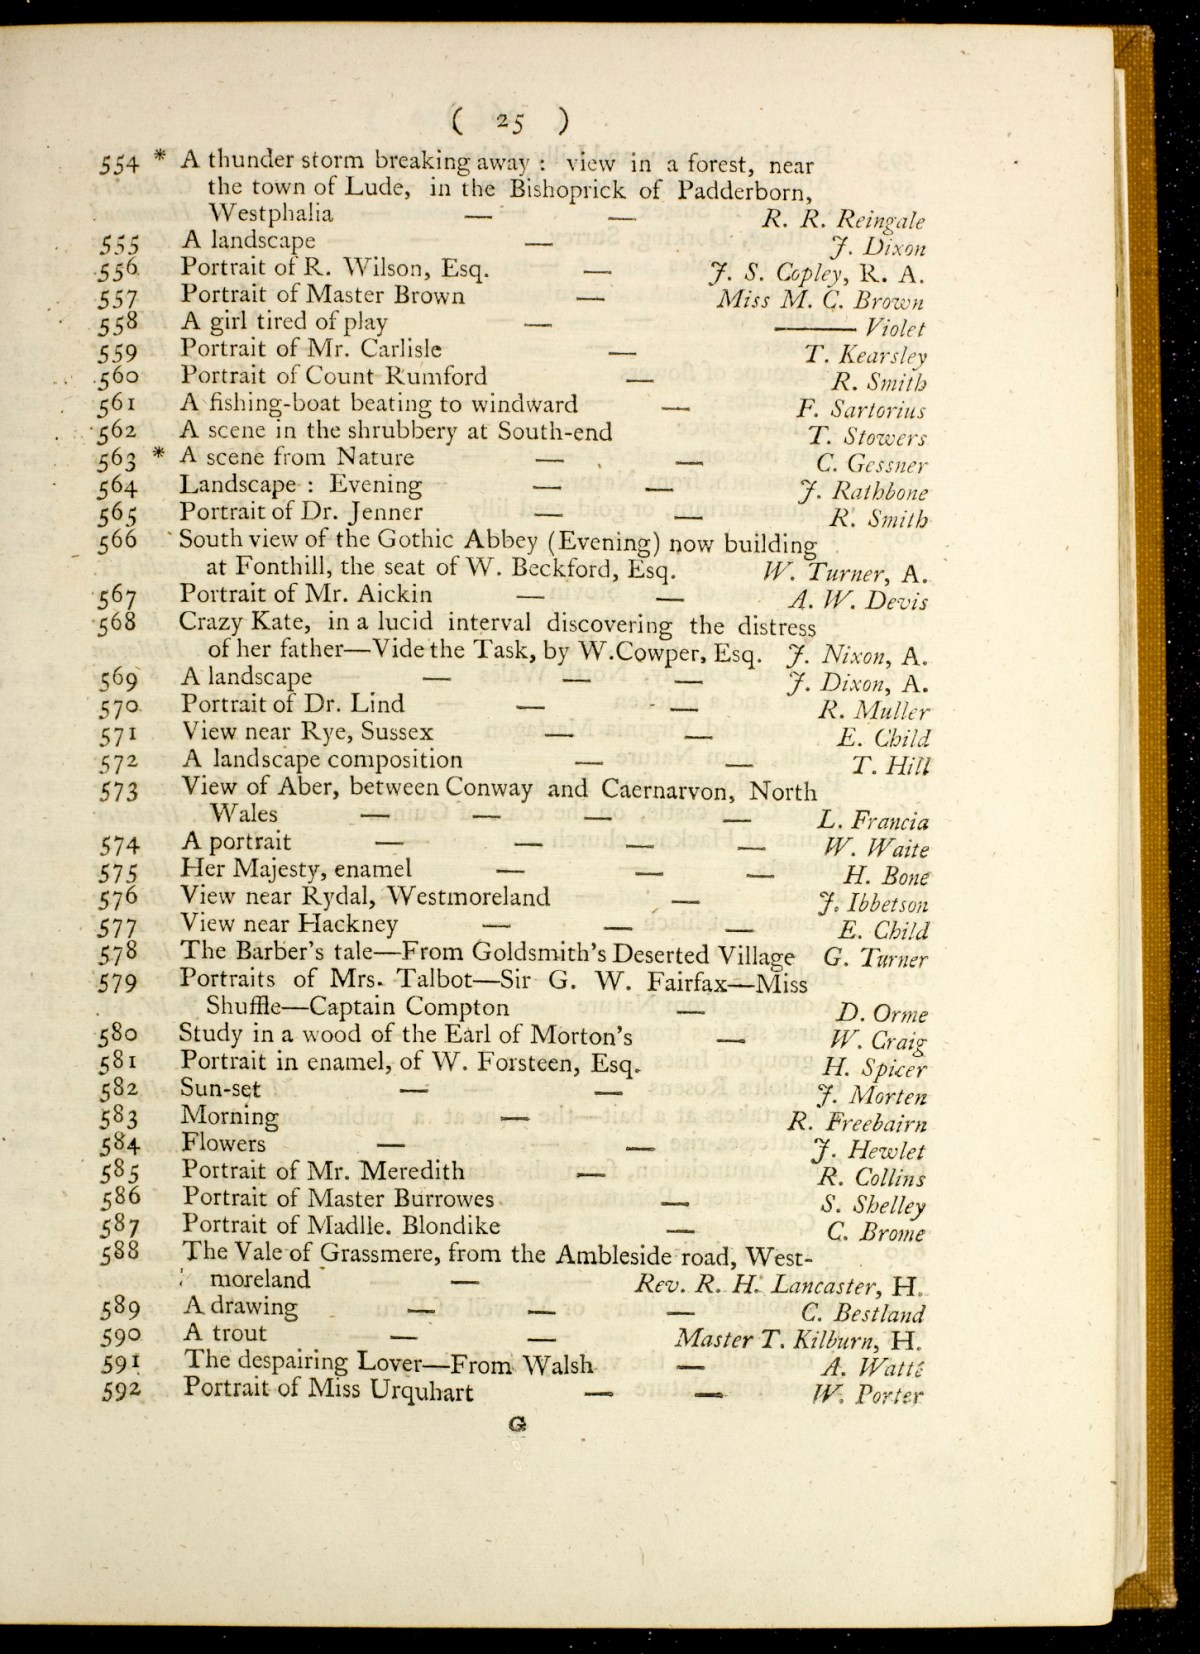 ( 25 )
554 * A thunder storm breaking away : view in a forest, near
the town of Lude, in the Bishoprick of Padderborn,
Westphalia — — R. R. Reingale
555 A landscape — J. Dixon
556 Portrait of R. Wilson, Esq. — J. S. Copley, R. A.
557 Portrait of Master Brown — Miss M. C. Brown
558 A girl tired of play — ——— Violet
559 Portrait of Mr. Carlisle — T. Kearsley
560 Portrait of Count Rumford — R. Smith
561 A fishing-boat beating to windward — F. Sartorius
562 A scene in the shrubbery at South-end T. Stowers
563 * A scene from Nature — — C. Gessner
564 Landscape : Evening — — J. Rathbone
565 Portrait of Dr. Jenner — — R. Smith
566 South view of the Gothic Abbey (Evening) now building
at Fonthill, the seat of W. Beckford, Esq. W. Turner, A.
567 Portrait of Mr. Aickin — — A. W. Devis
568 Crazy Kate, in a lucid interval discovering the distress
of her father—Vide the Task, by W. Cowper, Esq. J. Nixon, A.
569 A landscape — — — J. Dixon, A.
570 Portrait of Dr. Lind — — R. Muller
571 View near Rye, Sussex — — E. Child
572 A landscape composition — — T. Hill
573 View of Aber, between Conway and Caernarvon, North
Wales — — — — L. Francia
574 A portrait — — — — W. Waite
575 Her Majesty, enamel — — — H. Bone
576 View near Rydal, Westmoreland — J. Ibbetson
577 View near Hackney — — — E. Child
578 The Barber's tale—From Goldsmith's Deserted Village G. Turner
579 Portraits of Mrs. Talbot—Sir G. W. Fairfax—Miss
Shuffle—Captain Compton — D. Orme
580 Study in a wood of the Earl of Morton's — W. Craig
581 Portrait in enamel, of W. Forsteen, Esq. H. Spicer
582 Sun-set — — J. Morten
583 Morning — R. Freebairn
584 Flowers — — J. Hewlet
585 Portrait of Mr. Meredith — R. Collins
586 Portrait of Master Burrowes — S. Shelley
587 Portrait of Madlle. Blondike — C. Brome
588 The Vale of Grassmere, from the Ambleside road, West-
moreland — Rev. R. H. Lancaster, H.
589 A drawing — — — C. Bestland
590 A trout — — Master T. Kilburn, H.
591 The despairing Lover—From Walsh — A. Watts
592 Portrait of Miss Urquhart — — W. Porter
G